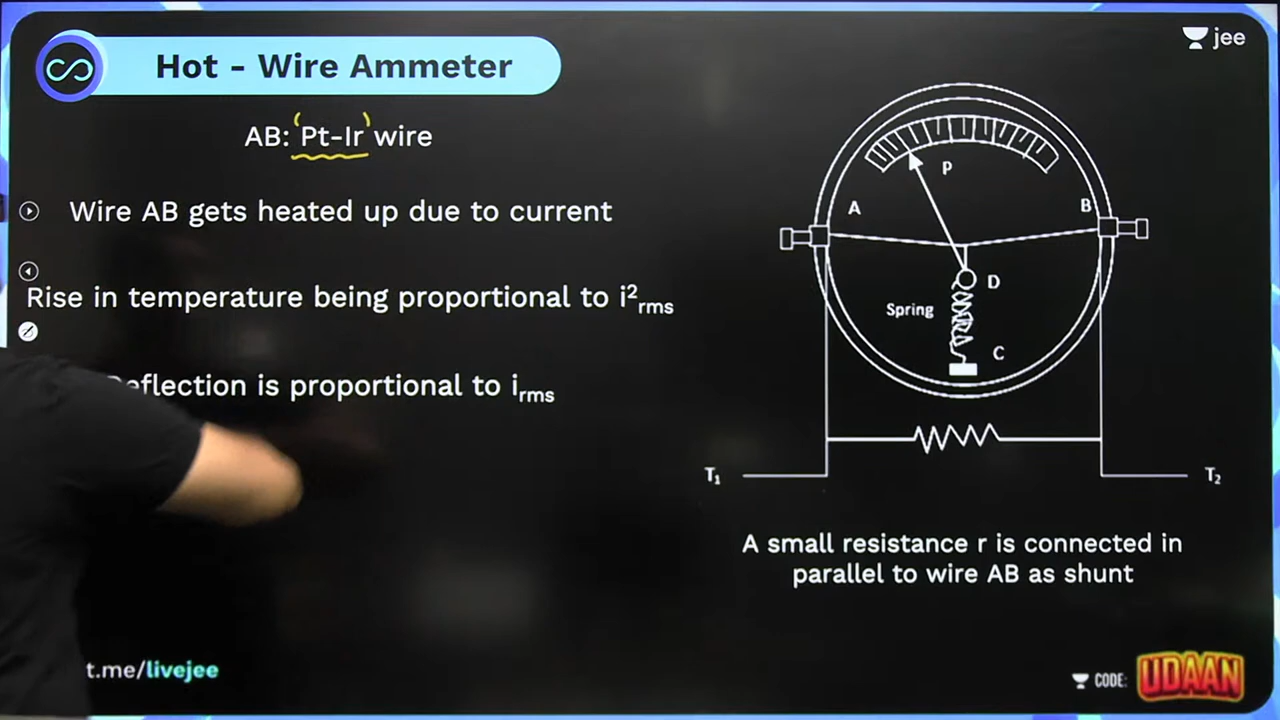 jee
Hot - Wire Ammeter
AB: 'Pt-Ir' wire
Wire AB gets heated up due to current
Rise in temperature being proportional to i²rms
Deflection is proportional to irms
P
A
B
D
Spring
C
T₁
T₂
A small resistance r is connected in
parallel to wire AB as shunt
t.me/livejee
CODE: UDAAN